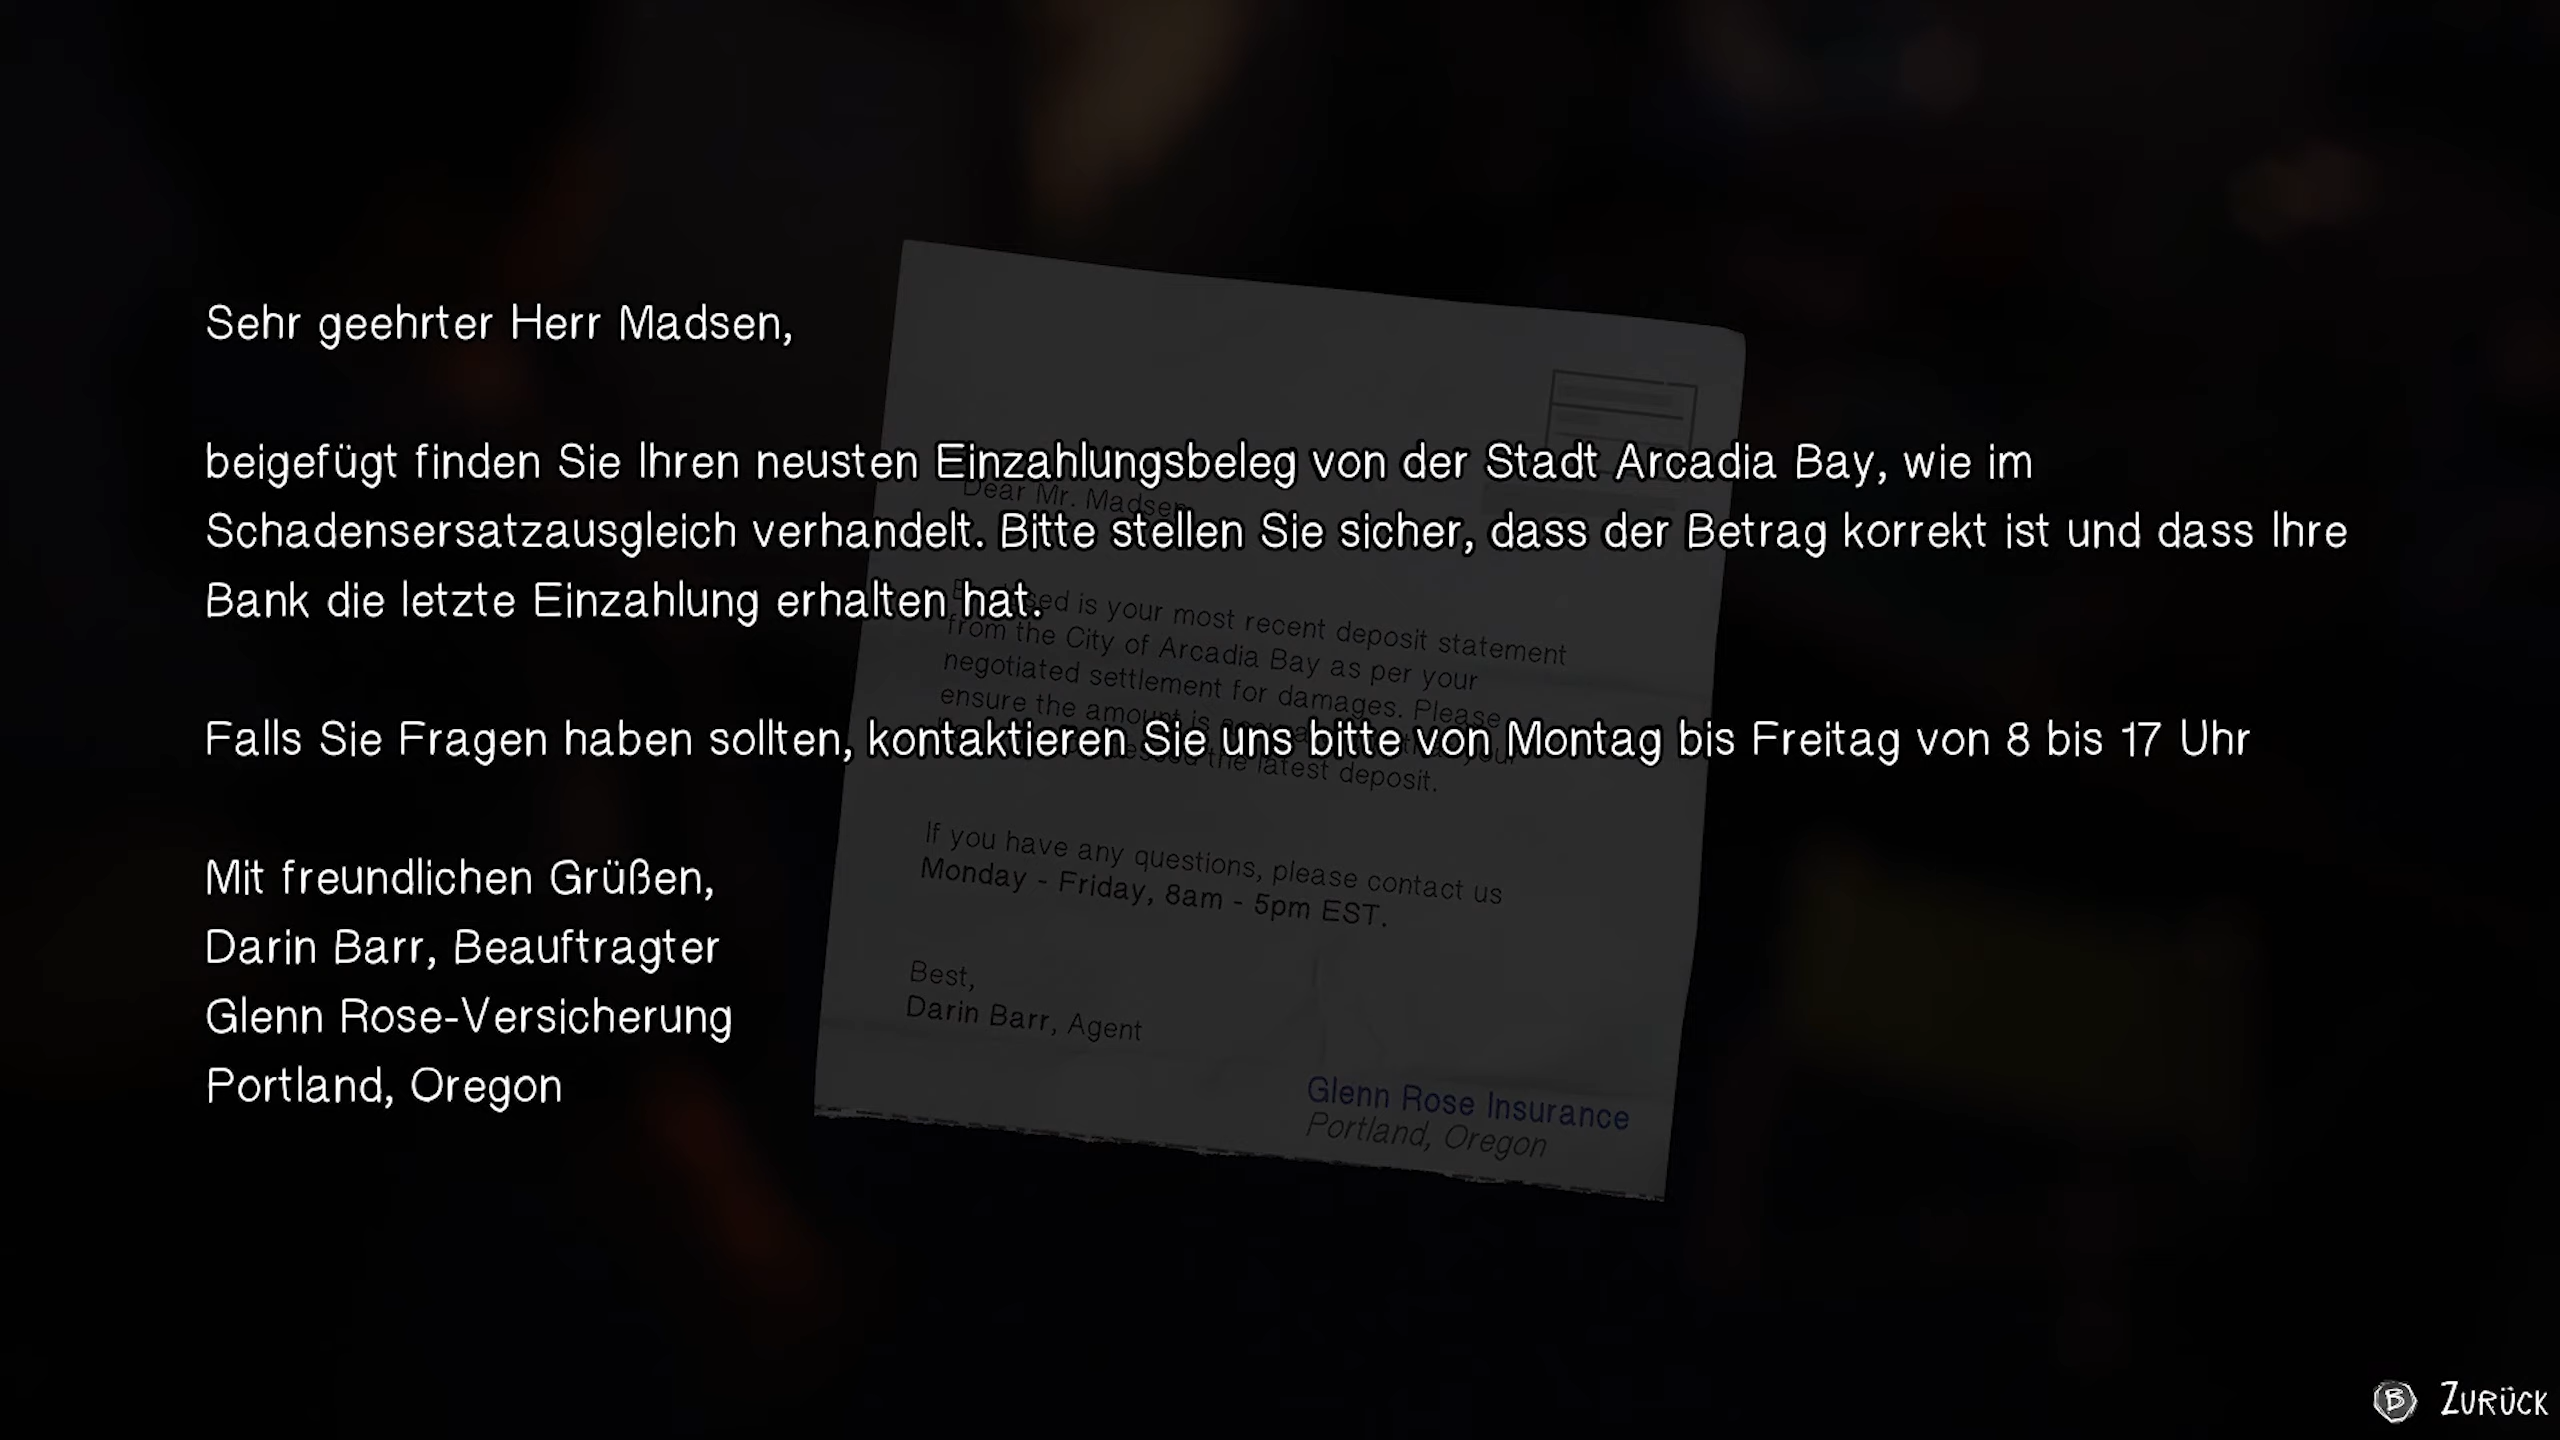 Sehr geehrter Herr Madsen,
beigefügt finden Sie Ihren neusten Einzahlungsbeleg von der Stadt Arcadia Bay, wie im
Schadensersatzausgleich verhandelt. Bitte stellen Sie sicher, dass der Betrag korrekt ist und dass Ihre
Bank die letzte Einzahlung erhalten hat.
Falls Sie Fragen haben sollten, kontaktieren Sie uns bitte von Montag bis Freitag von 8 bis 17 Uhr
Mit freundlichen Grüßen,
Darin Barr, Beauftragter
Glenn Rose-Versicherung
Portland, Oregon
Dear Mr. Madsen
is your most recent deposit statement
from the City of Arcadia Bay as per your
negotiated settlement for damages. Please
ensure the amount is
the latest deposit.
If you have any questions, please contact us
Monday - Friday, 8am - 5pm EST.
Best,
Darin Barr, Agent
Glenn Rose Insurance
Portland, Oregon
B ZURÜCK